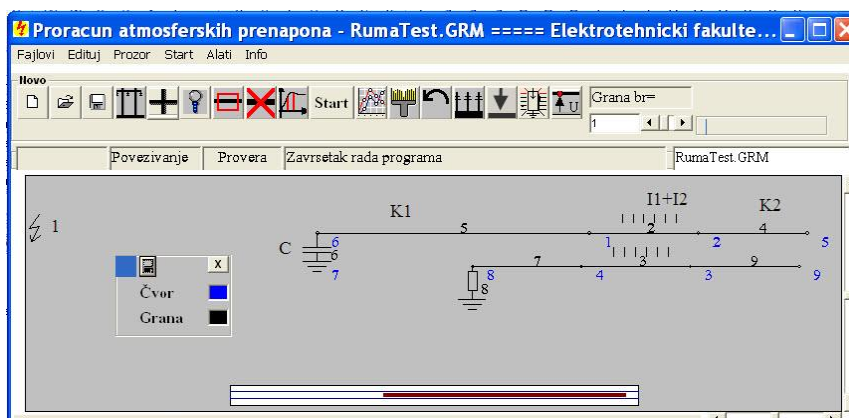 Proracun atmosferskih prenapona - RumaTest.GRM ===== Elektrotehnicki fakulte...
Fajlovi Edituj Prozor Start Alati Info
Novo
Start
U
Grana br=
1
Povezivanje Provera Zavrsetak rada programa RumaTest.GRM
1
K1 I1+I2 K2
5 2 4
C 6 1 2 5
6 7 3 9
7 8 4 3 9
8
X
Čvor
Grana